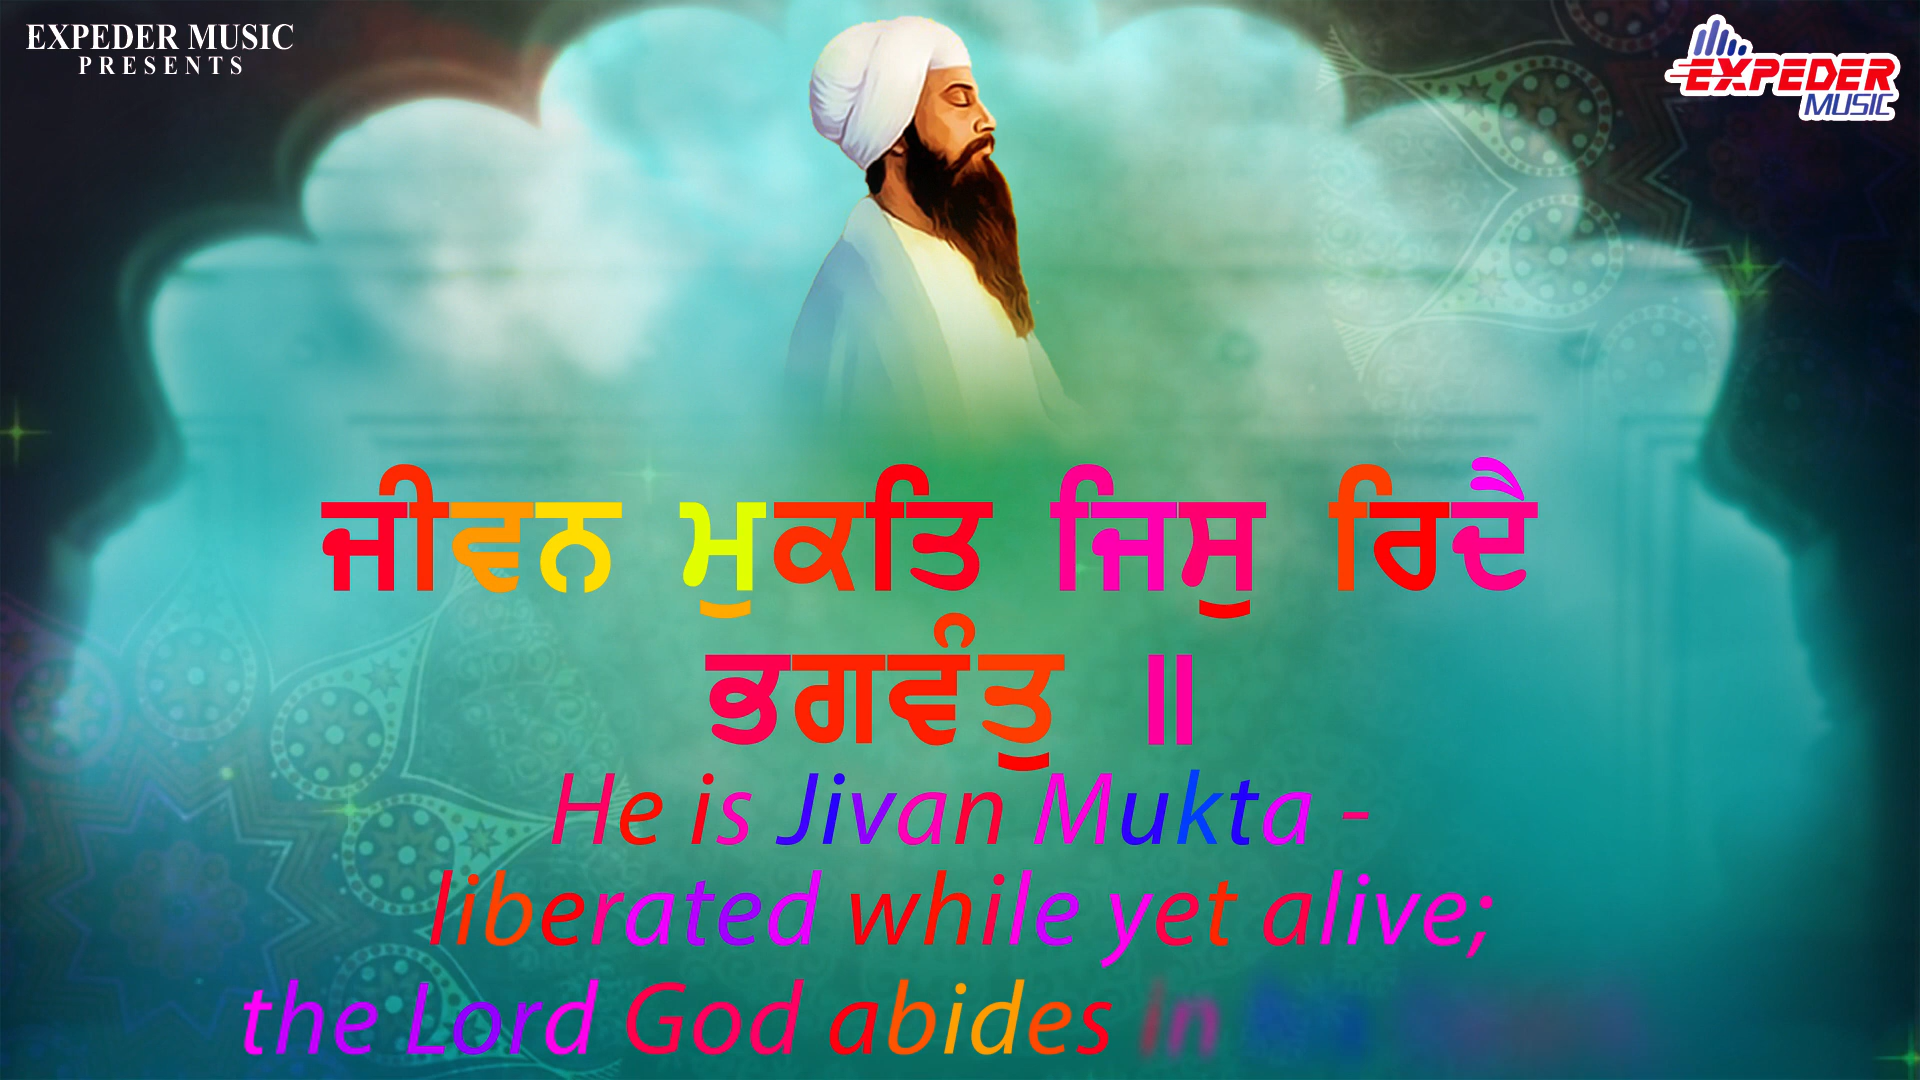 EXPEDER MUSIC
PRESENTS
EXPEDER
MUSIC
ਜੀਵਨ ਮੁਕਤਿ ਜਿਸੁ ਰਿਦੈ
ਭਗਵੰਤੁ ॥
He is Jivan Mukta -
liberated while yet alive;
the Lord God abides in